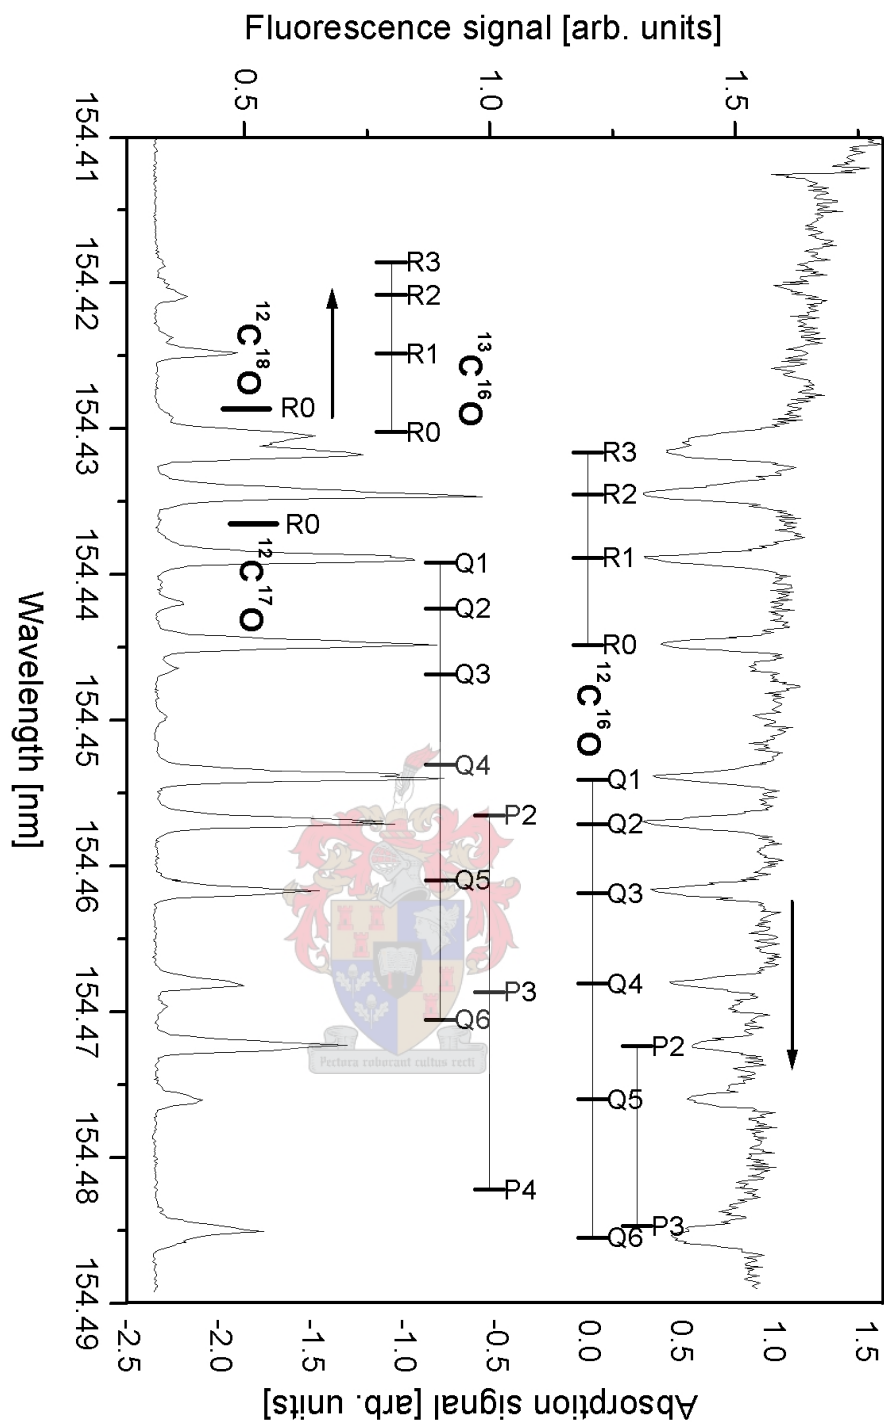 Fluorescence signal [arb. units]
0.5
1.0
1.5
154.41
154.42
154.43
154.44
154.45
154.46
154.47
154.48
154.49
Wavelength [nm]
-2.5
-2.0
-1.5
-1.0
-0.5
0.0
0.5
1.0
1.5
Absorption signal [arb. units]
¹²C¹⁸O
R0
¹²C¹⁷O
R0
¹³C¹⁶O
R3
R2
R1
R0
Q1
Q2
Q3
Q4
Q5
Q6
P2
P3
P4
¹²C¹⁶O
R3
R2
R1
R0
Q1
Q2
Q3
Q4
Q5
Q6
P2
P3
Pectora roborant cultus recti